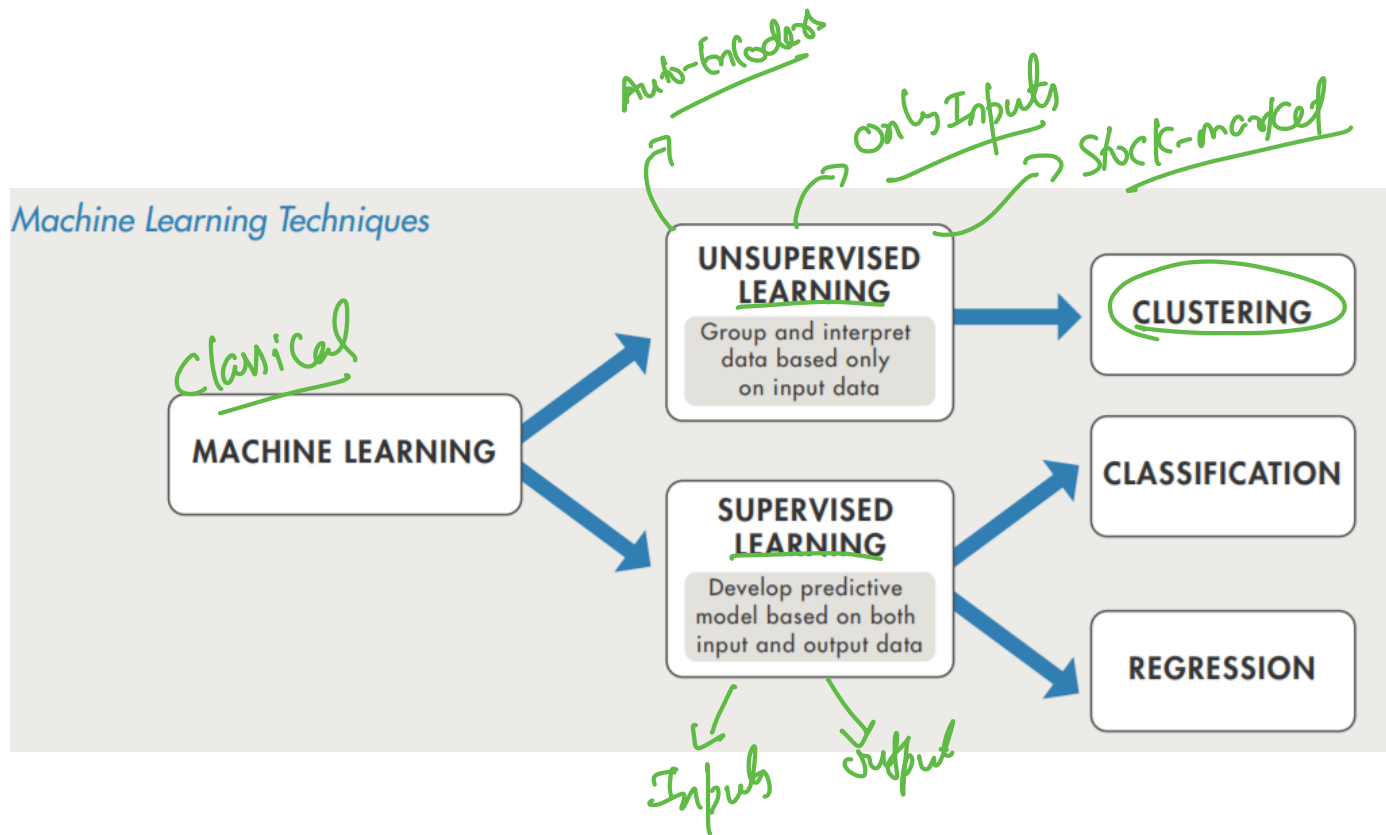 Auto-Encoders
Only Inputs
Stock-market
Machine Learning Techniques
Classical
MACHINE LEARNING
UNSUPERVISED
LEARNING
Group and interpret
data based only
on input data
CLUSTERING
SUPERVISED
LEARNING
Develop predictive
model based on both
input and output data
CLASSIFICATION
REGRESSION
Inputs
output